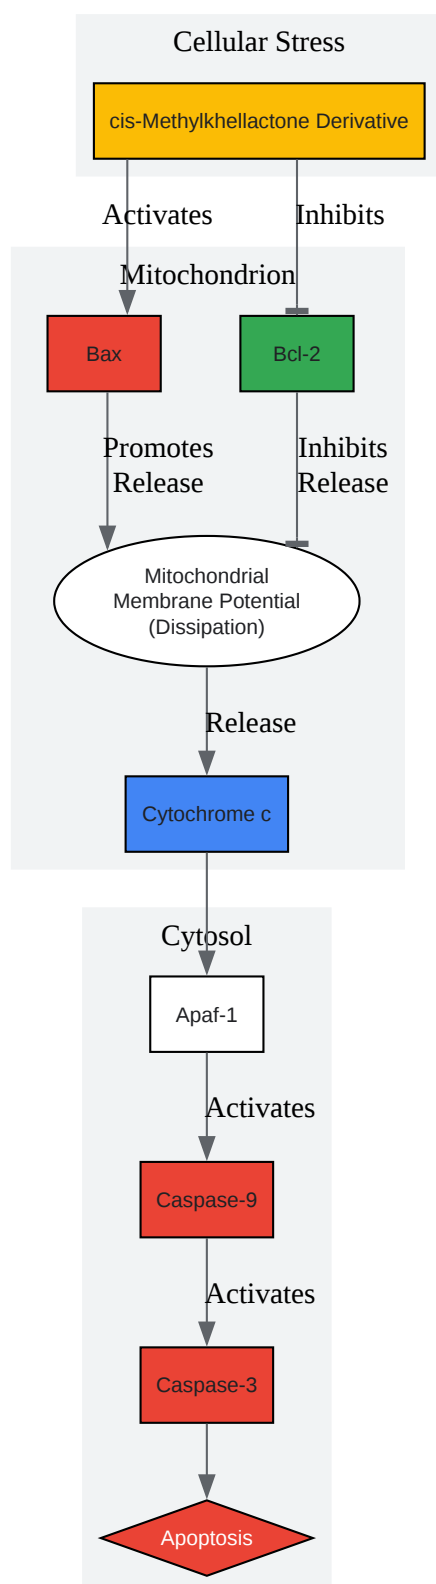 Cellular Stress
cis-Methylkhellactone Derivative
Activates
Inhibits
Mitochondrion
Bax
Bcl-2
Promotes
Release
Inhibits
Release
Mitochondrial
Membrane Potential
(Dissipation)
Release
Cytochrome c
Cytosol
Apaf-1
Activates
Caspase-9
Activates
Caspase-3
Apoptosis